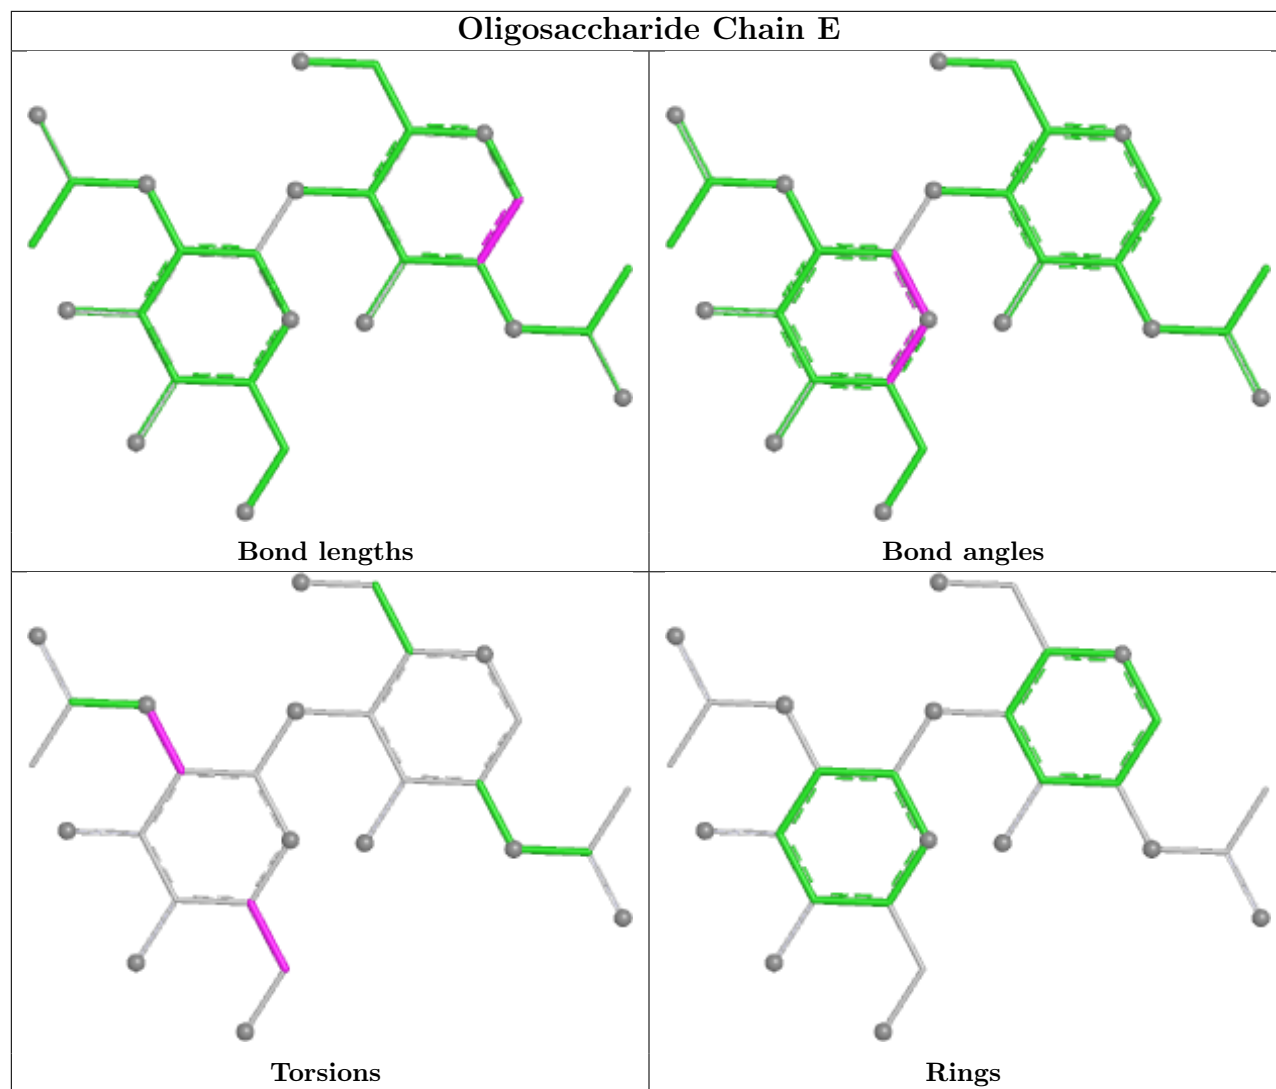 Oligosaccharide Chain E
Bond lengths
Bond angles
Torsions
Rings